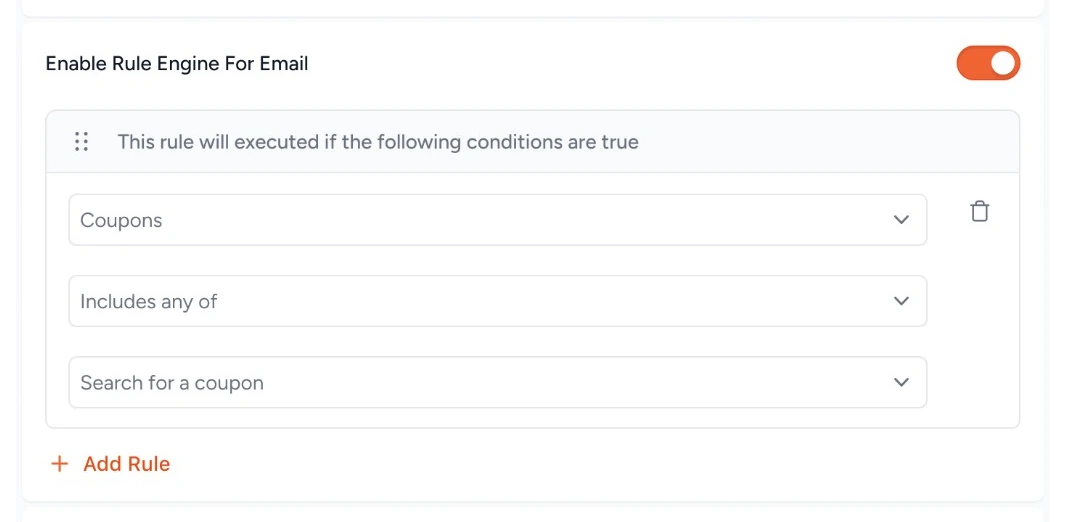 Enable Rule Engine For Email
This rule will executed if the following conditions are true
Coupons
Includes any of
Search for a coupon
+ Add Rule